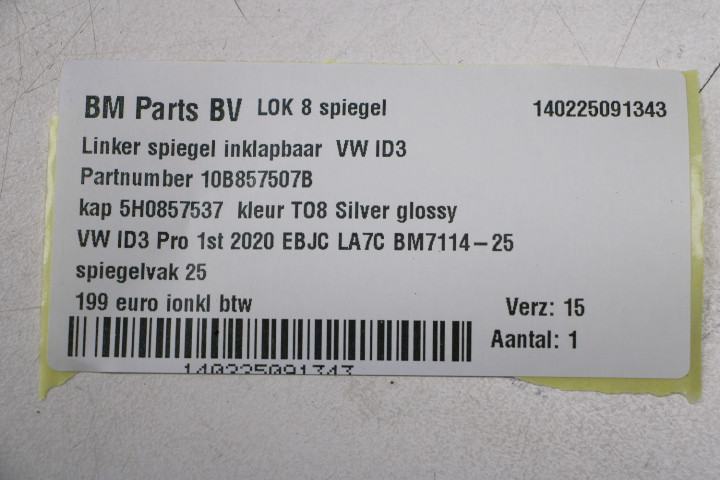 BM Parts BV LOK 8 spiegel 140225091343
Linker spiegel inklapbaar VW ID3
Partnumber 10B857507B
kap 5H0857537 kleur TO8 Silver glossy
VW ID3 Pro 1st 2020 EBJC LA7C BM7114-25
spiegelvak 25
199 euro ionkl btw Verz: 15
Aantal: 1
140225091343